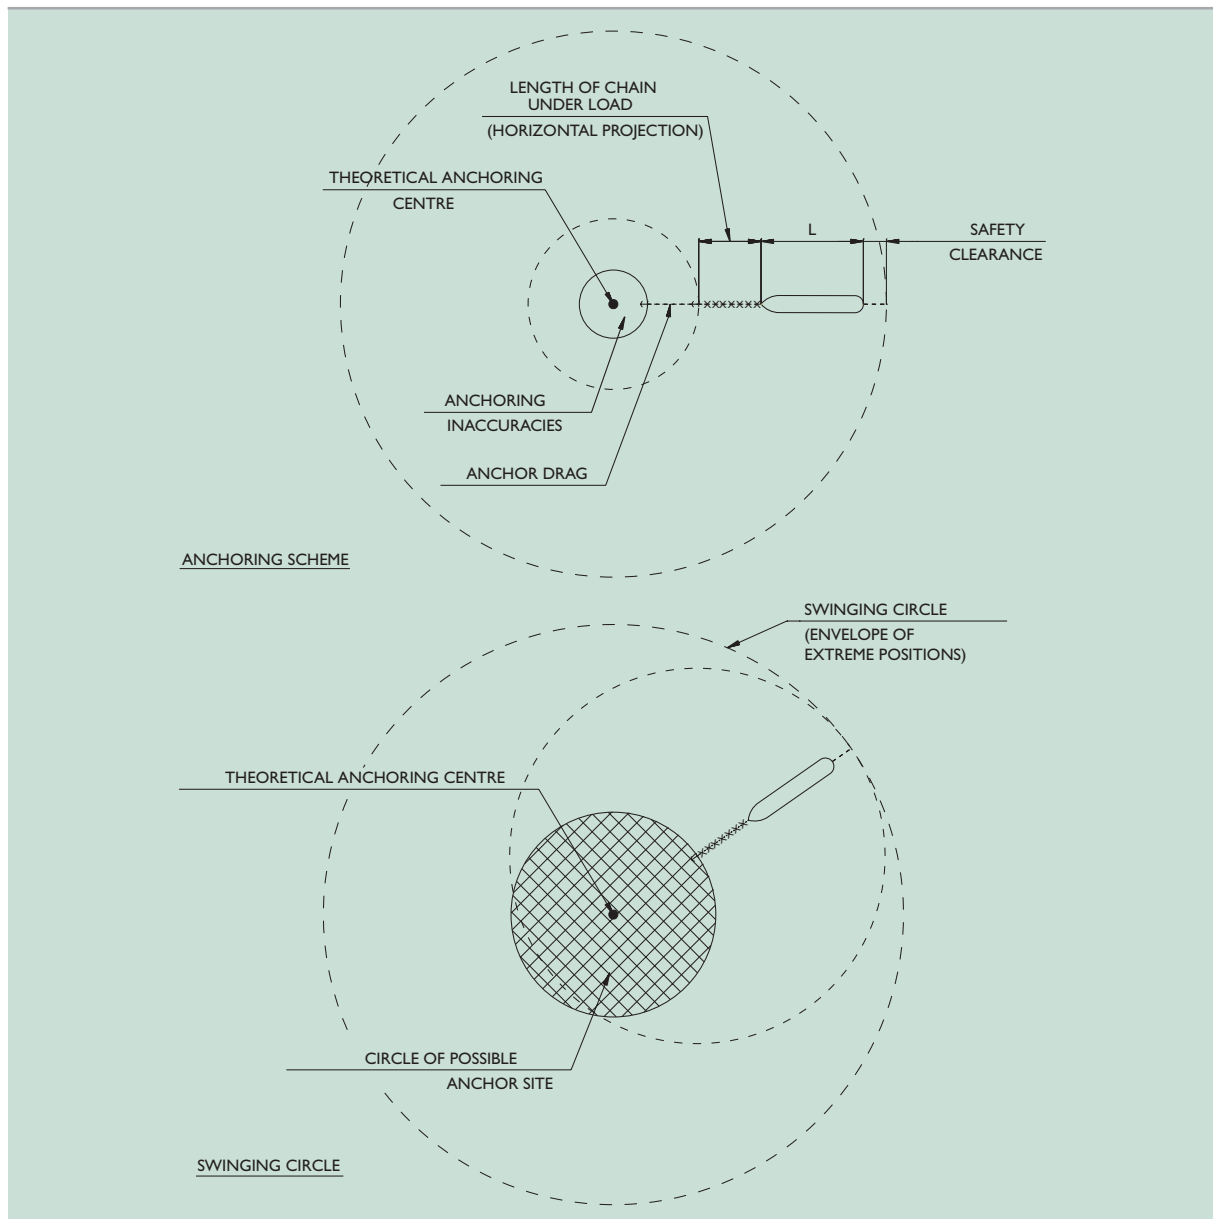 LENGTH OF CHAIN
UNDER LOAD
(HORIZONTAL PROJECTION)
THEORETICAL ANCHORING
CENTRE
L
SAFETY
CLEARANCE
ANCHORING
INACCURACIES
ANCHOR DRAG
ANCHORING SCHEME
SWINGING CIRCLE
(ENVELOPE OF
EXTREME POSITIONS)
THEORETICAL ANCHORING CENTRE
CIRCLE OF POSSIBLE
ANCHOR SITE
SWINGING CIRCLE